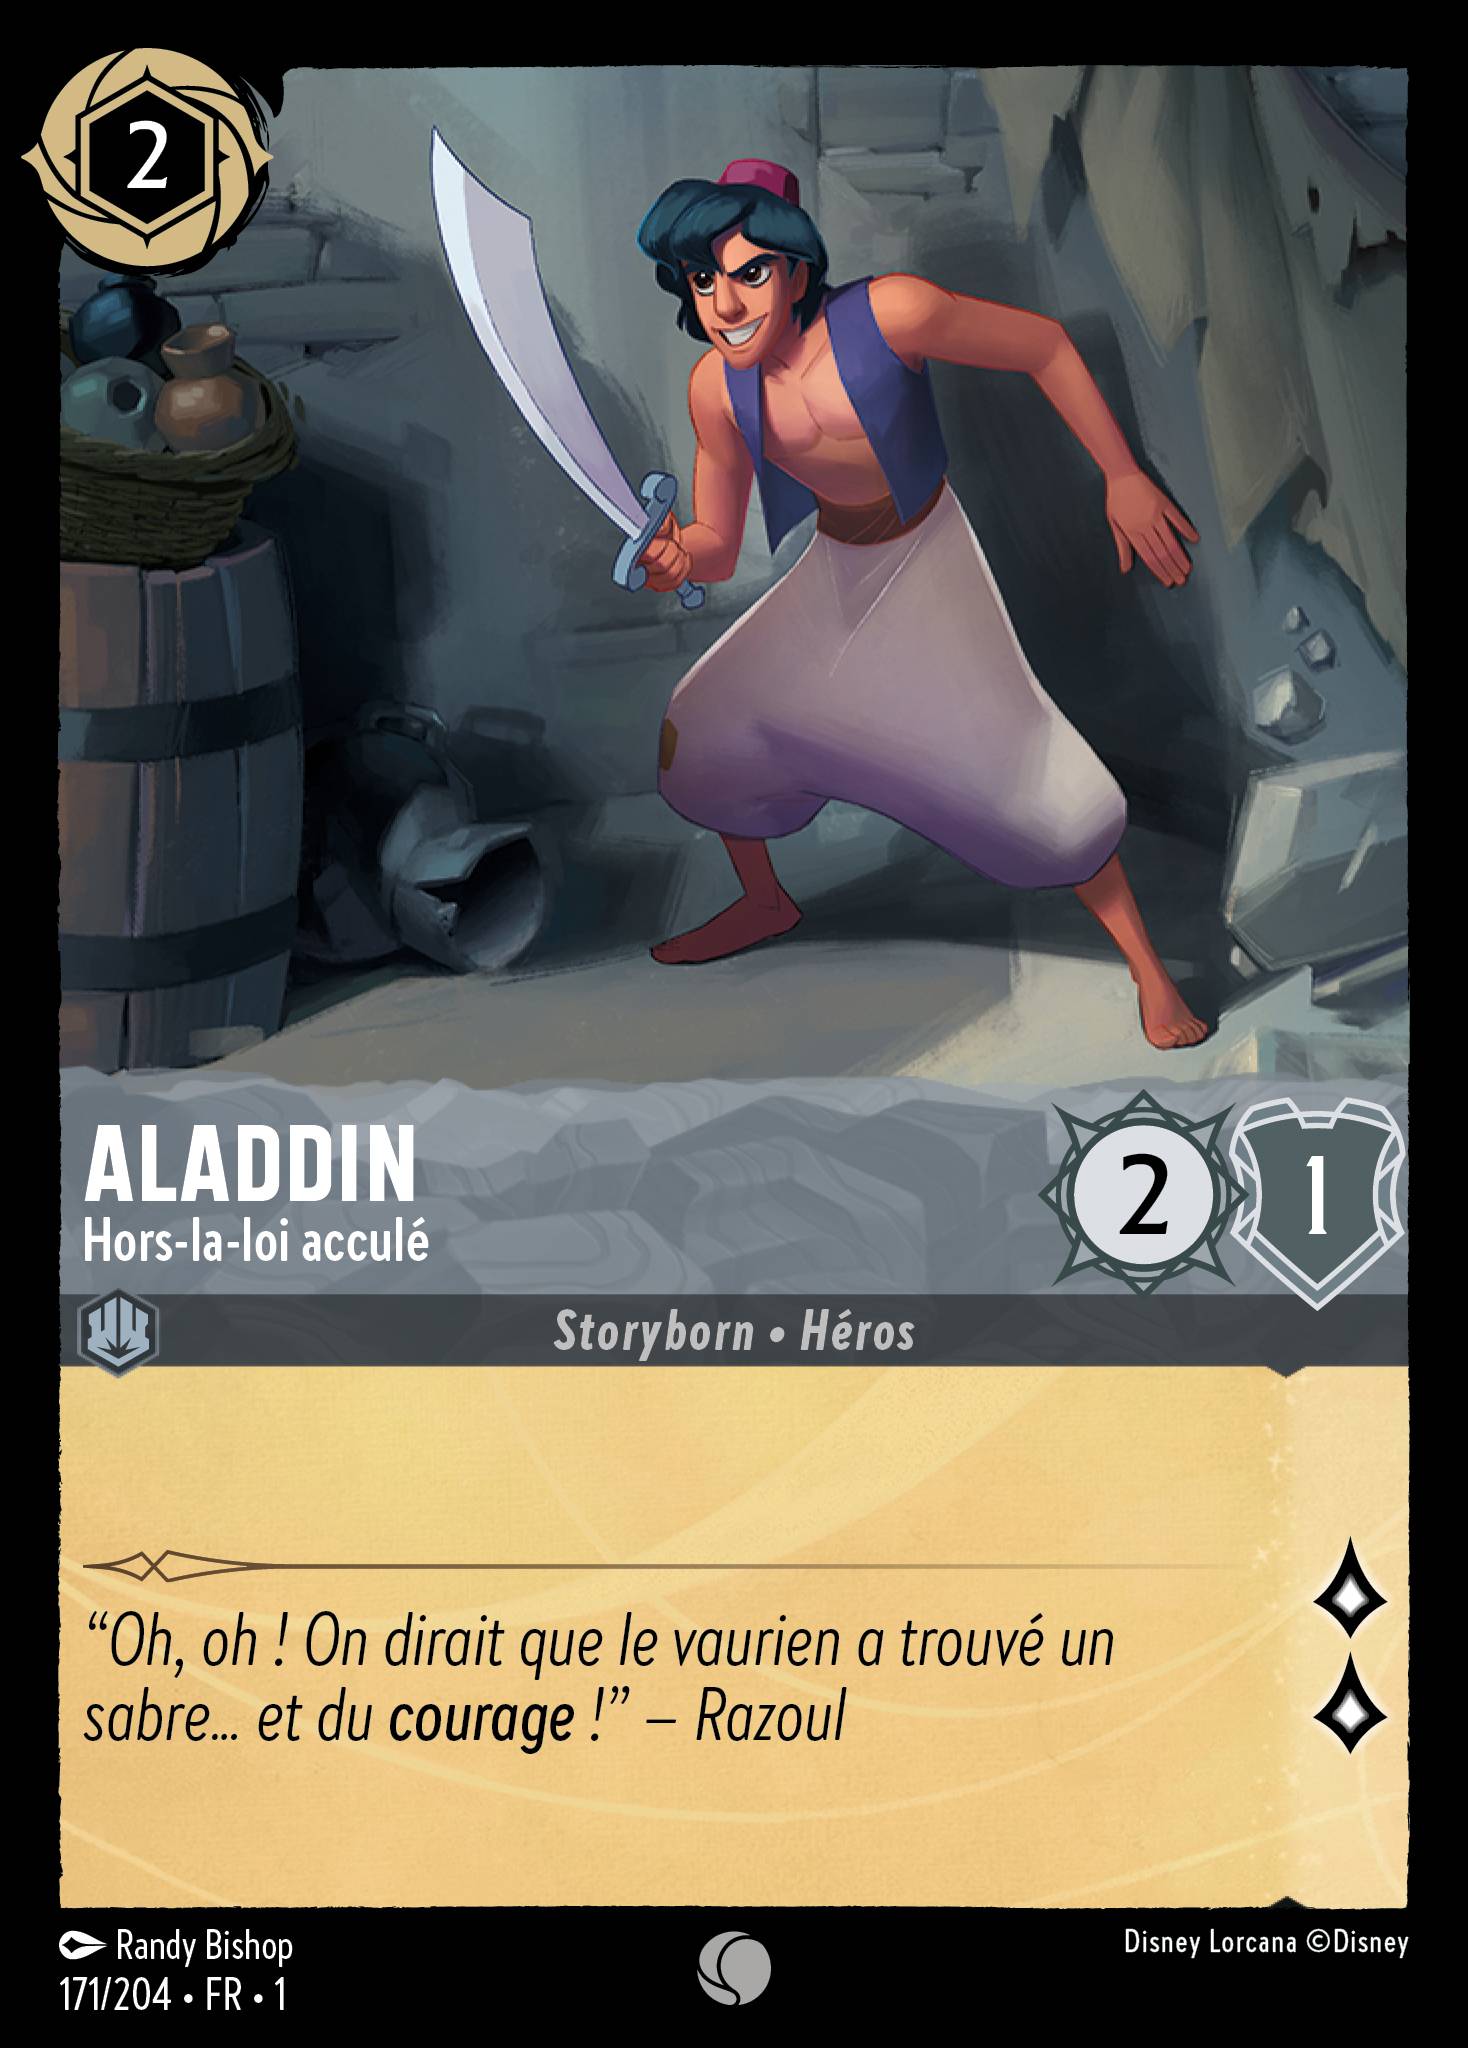 2
ALADDIN
Hors-la-loi acculé
2
1
Storyborn • Héros
“Oh, oh ! On dirait que le vaurien a trouvé un
sabre... et du courage !” – Razoul
Randy Bishop
171/204 • FR • 1
Disney Lorcana ©Disney